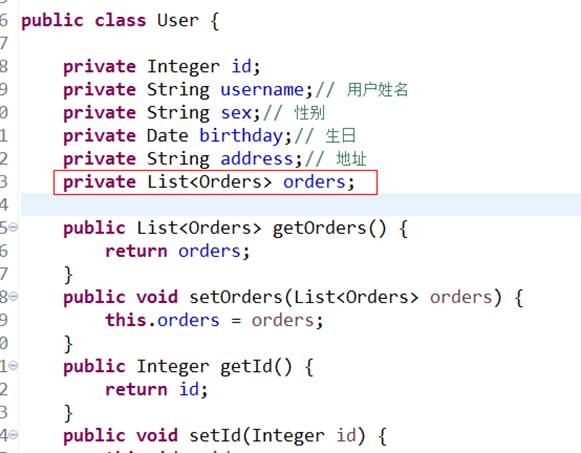 6 public class User {
7
8 private Integer id;
9 private String username;// 用户姓名
0 private String sex;// 性别
1 private Date birthday;// 生日
2 private String address;// 地址
3 private List<Orders> orders;
4
5 public List<Orders> getOrders() {
6 return orders;
7 }
8 public void setOrders(List<Orders> orders) {
9 this.orders = orders;
0 }
1 public Integer getId() {
2 return id;
3 }
4 public void setId(Integer id) {